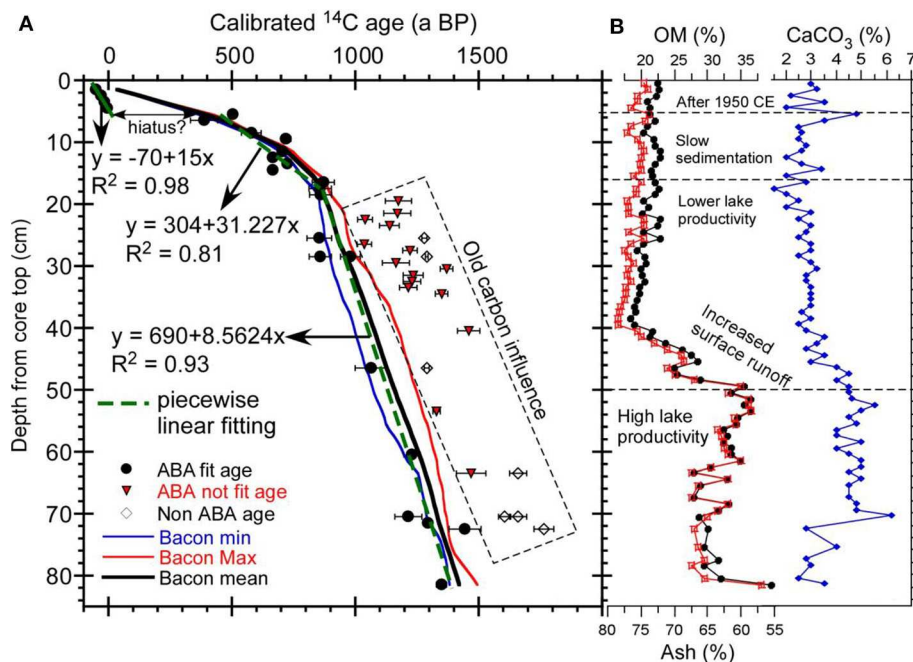 A
Calibrated ¹⁴C age (a BP)
0 500 1000 1500
Depth from core top (cm)
0
10
20
30
40
50
60
70
80
hiatus?
y = -70+15x
R² = 0.98
y = 304+31.227x
R² = 0.81
y = 690+8.5624x
R² = 0.93
Old carbon influence
piecewise
linear fitting
ABA fit age
ABA not fit age
Non ABA age
Bacon min
Bacon Max
Bacon mean
B
OM (%)
20 25 30 35
CaCO₃ (%)
2 3 4 5 6 7
After 1950 CE
Slow
sedimentation
Lower lake
productivity
Increased
surface runoff
High lake
productivity
80 75 70 65 60 55
Ash (%)